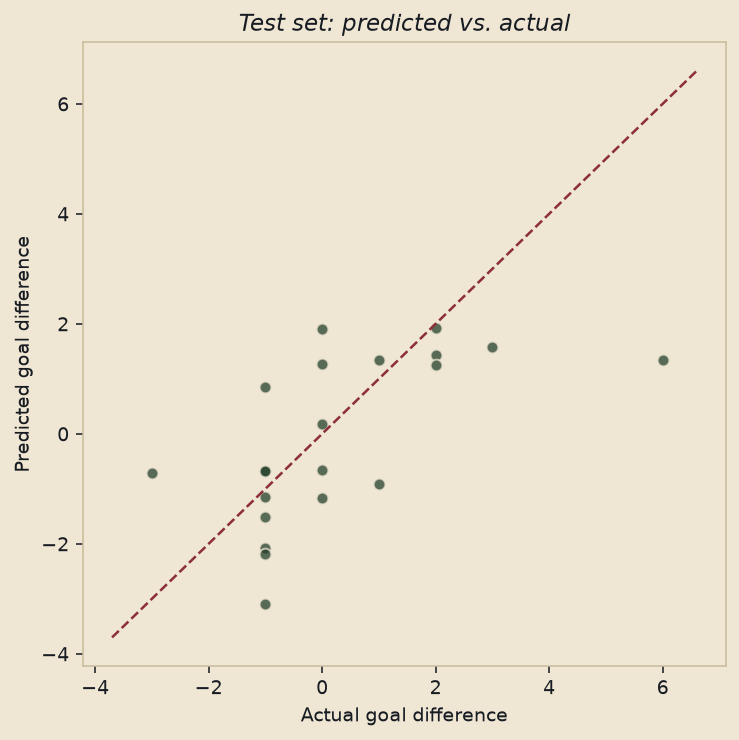 Test set: predicted vs. actual
Predicted goal difference
6
4
2
0
−2
−4
−4 −2 0 2 4 6
Actual goal difference